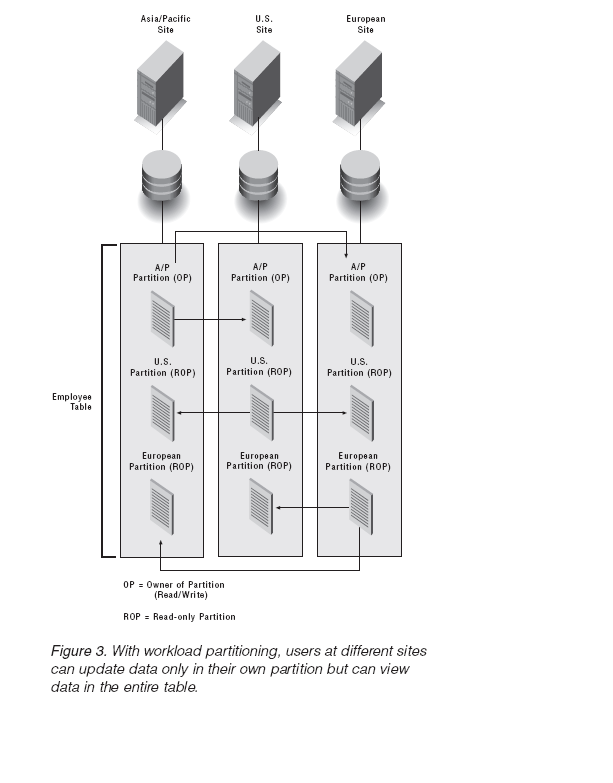 Asia/Pacific
Site
U.S.
Site
European
Site
Employee
Table
A/P
Partition (OP)
A/P
Partition (OP)
A/P
Partition (OP)
U.S.
Partition (ROP)
U.S.
Partition (ROP)
U.S.
Partition (ROP)
European
Partition (ROP)
European
Partition (ROP)
European
Partition (ROP)
OP = Owner of Partition
(Read/Write)
ROP = Read-only Partition
Figure 3. With workload partitioning, users at different sites
can update data only in their own partition but can view
data in the entire table.